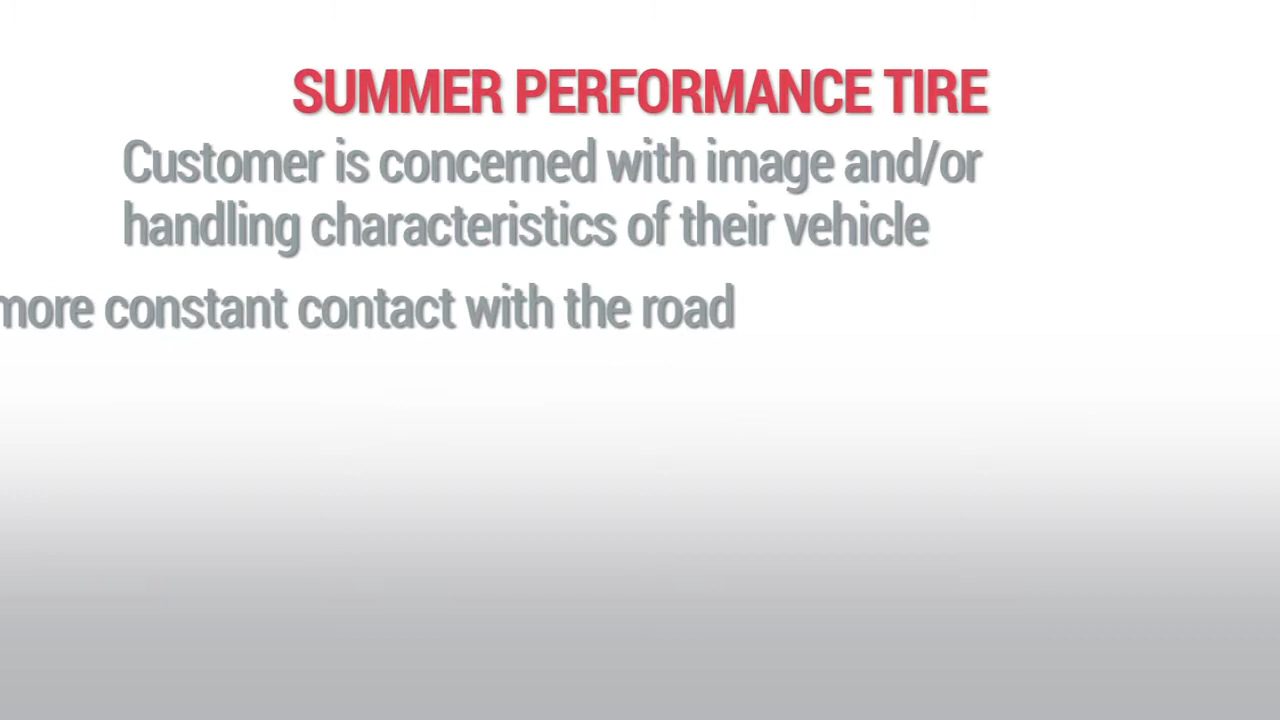 SUMMER PERFORMANCE TIRE
Customer is concerned with image and/or
handling characteristics of their vehicle
more constant contact with the road